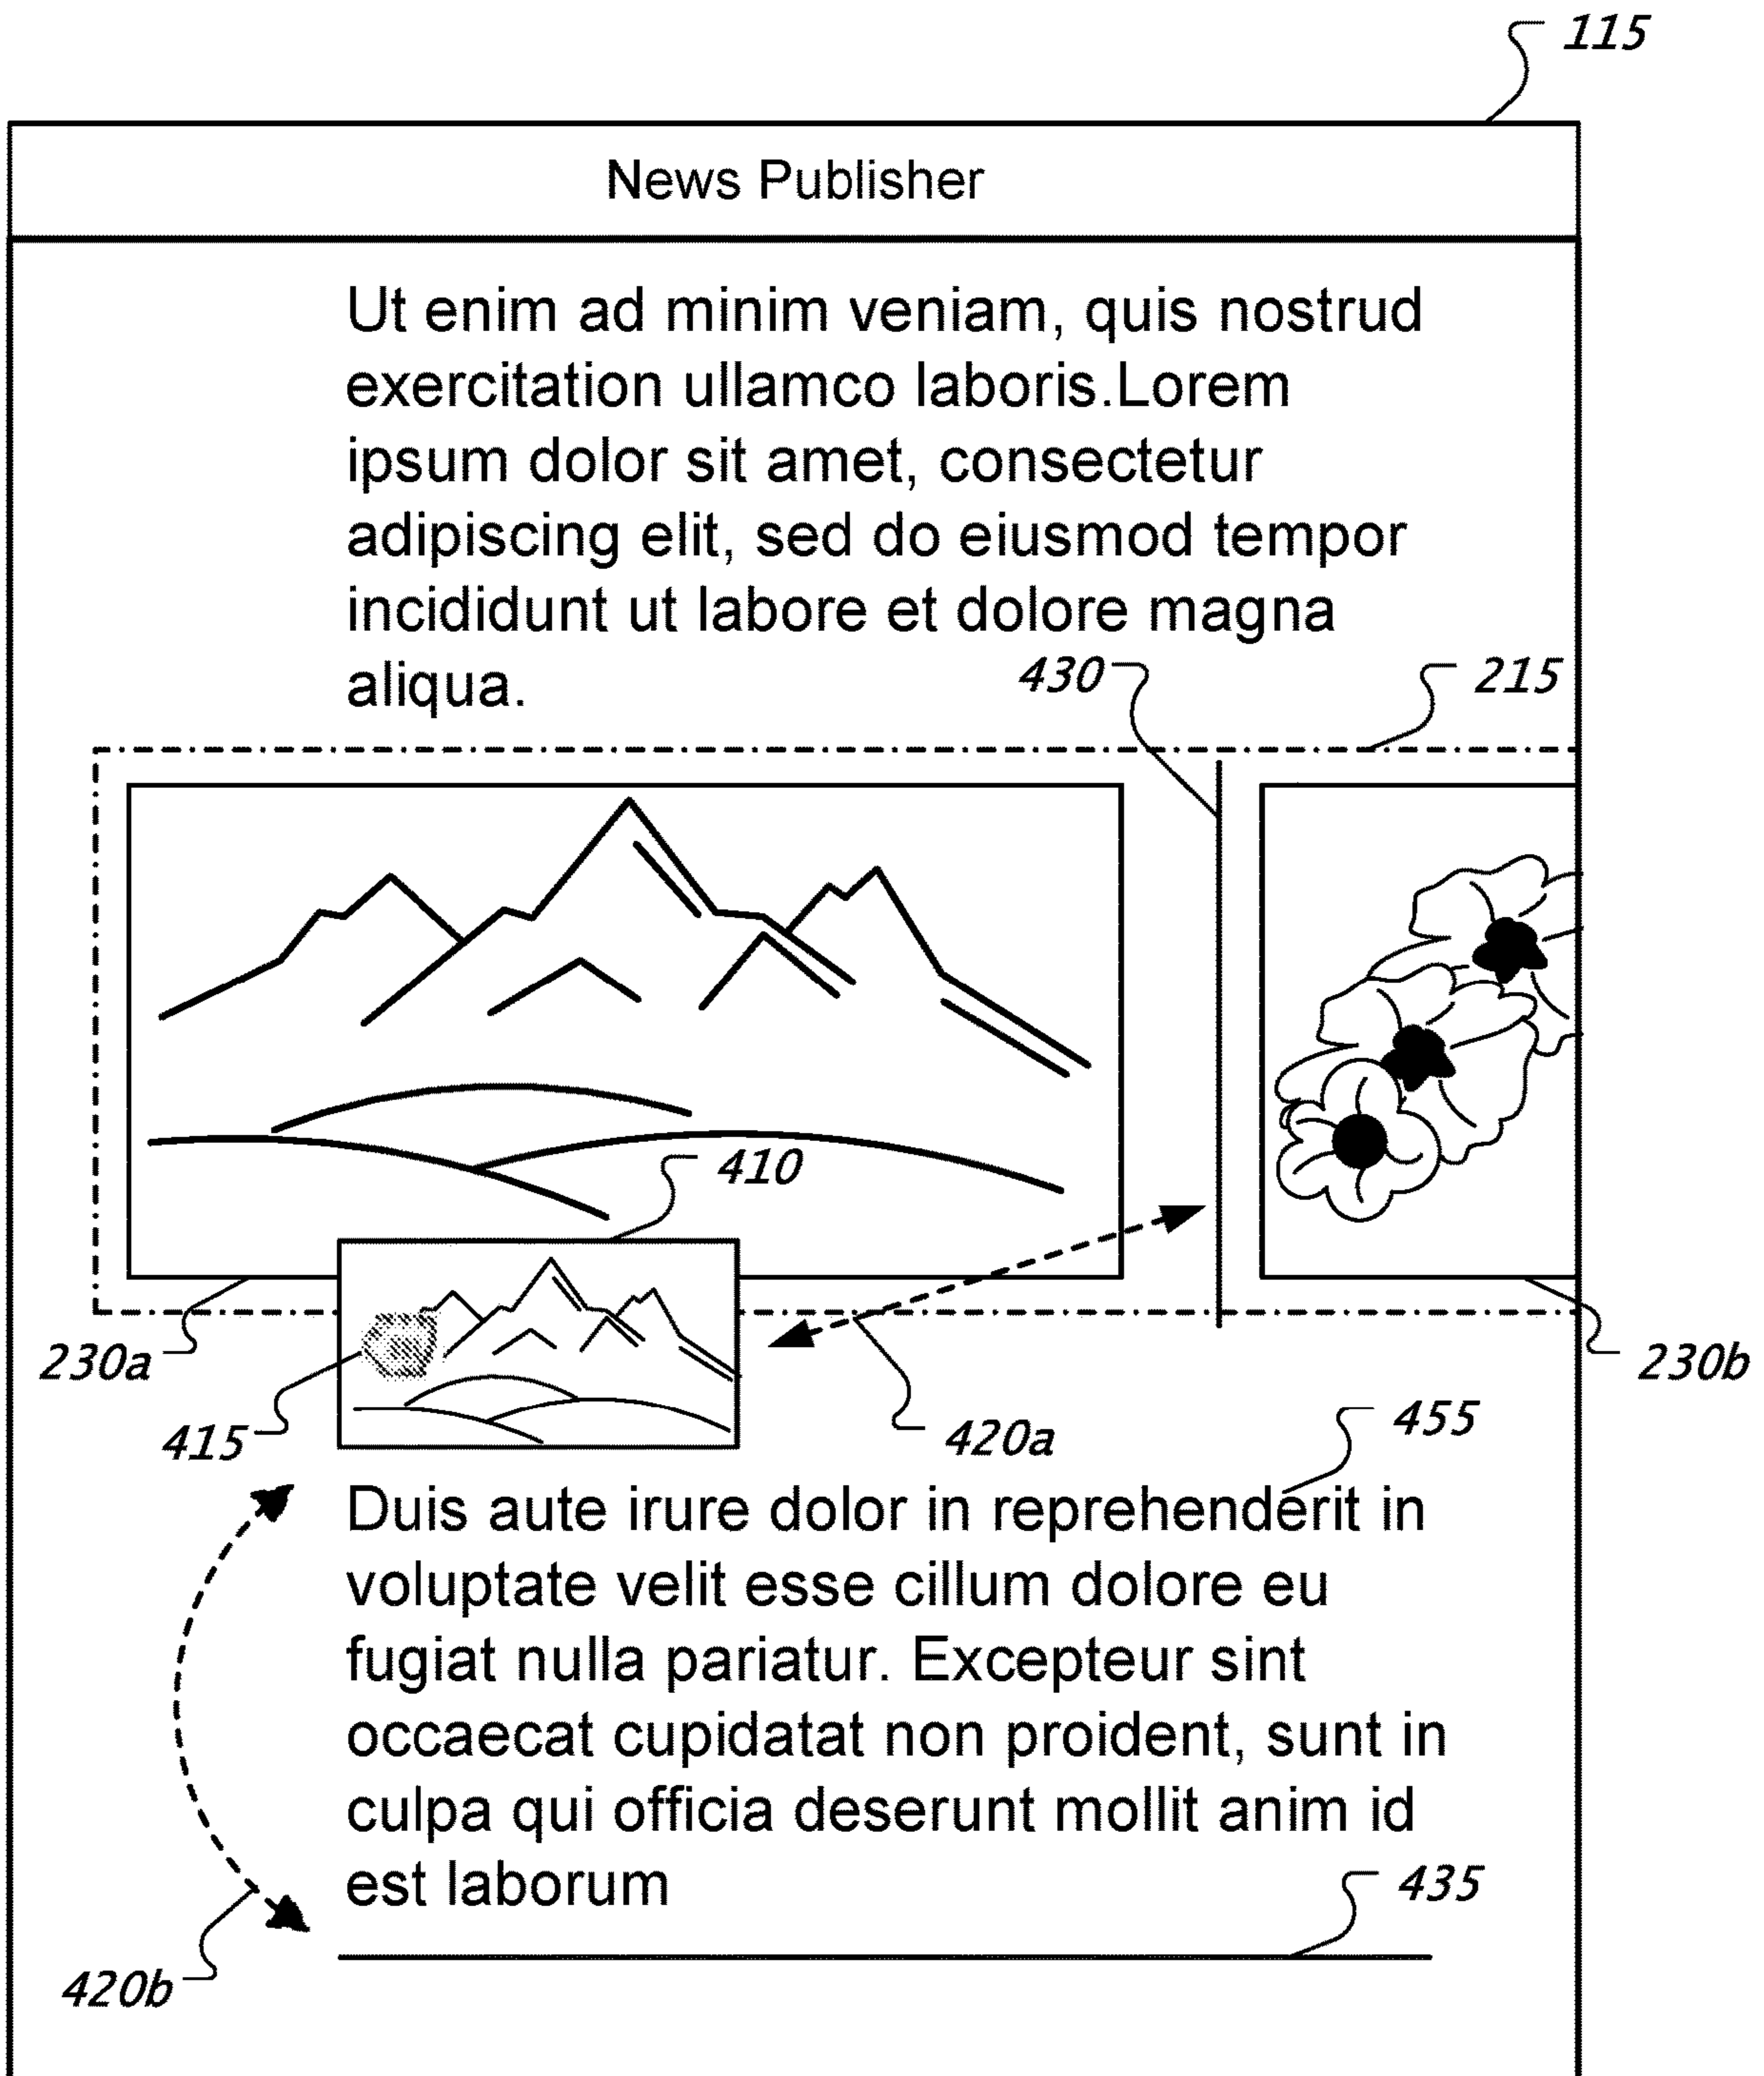 115
News Publisher
Ut enim ad minim veniam, quis nostrud
exercitation ullamco laboris.Lorem
ipsum dolor sit amet, consectetur
adipiscing elit, sed do eiusmod tempor
incididunt ut labore et dolore magna
aliqua.
430
215
410
230a
230b
415
420a
455
Duis aute irure dolor in reprehenderit in
voluptate velit esse cillum dolore eu
fugiat nulla pariatur. Excepteur sint
occaecat cupidatat non proident, sunt in
culpa qui officia deserunt mollit anim id
est laborum
435
420b